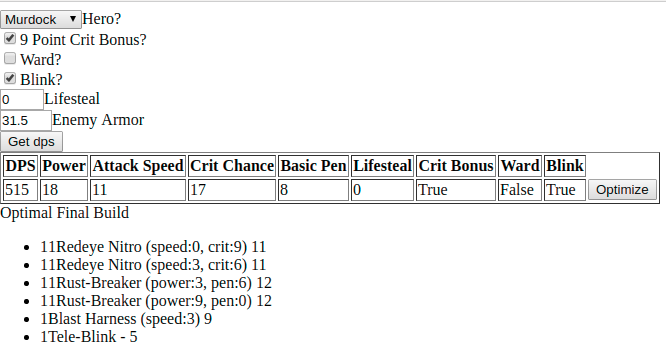 Murdock Hero?
9 Point Crit Bonus?
Ward?
Blink?
0 Lifesteal
31.5 Enemy Armor
Get dps
DPS Power Attack Speed Crit Chance Basic Pen Lifesteal Crit Bonus Ward Blink
515 18 11 17 8 0 True False True Optimize
Optimal Final Build
11Redeye Nitro (speed:0, crit:9) 11
11Redeye Nitro (speed:3, crit:6) 11
11Rust-Breaker (power:3, pen:6) 12
11Rust-Breaker (power:9, pen:0) 12
1Blast Harness (speed:3) 9
1Tele-Blink - 5